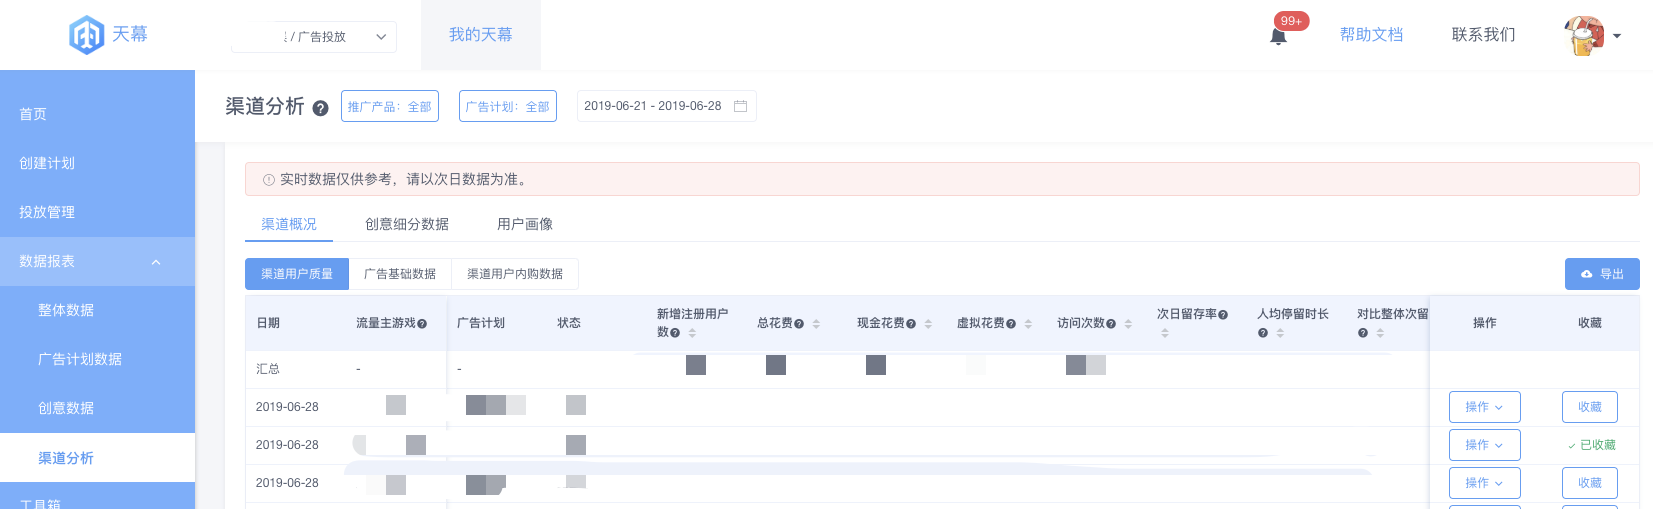 天幕
/ 广告投放
我的天幕
99+
帮助文档
联系我们
首页
创建计划
投放管理
数据报表
整体数据
广告计划数据
创意数据
渠道分析
工具箱
渠道分析
推广产品：全部
广告计划：全部
2019-06-21 - 2019-06-28
实时数据仅供参考，请以次日数据为准。
渠道概况 创意细分数据 用户画像
渠道用户质量 广告基础数据 渠道用户内购数据
导出
日期 流量主游戏 广告计划 状态 新增注册用户数 总花费 现金花费 虚拟花费 访问次数 次日留存率 人均停留时长 对比整体次留 操作 收藏
汇总 - -
2019-06-28 操作 收藏
2019-06-28 操作 已收藏
2019-06-28 操作 收藏